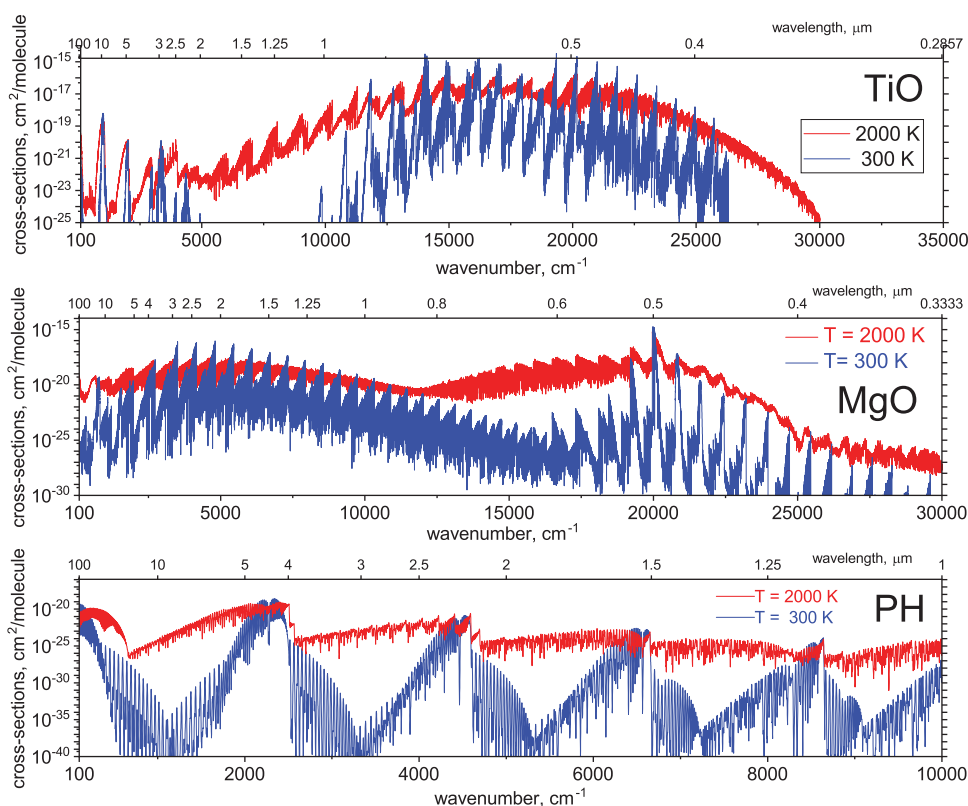 wavelength, μm
100 10 5 3 2.5 2 1.5 1.25 1 0.5 0.4 0.2857
cross-sections, cm²/molecule
10⁻¹⁵
10⁻¹⁷
10⁻¹⁹
10⁻²¹
10⁻²³
10⁻²⁵
TiO
2000 K
300 K
100 5000 10000 15000 20000 25000 30000 35000
wavenumber, cm⁻¹
wavelength, μm
100 10 5 4 3 2.5 2 1.5 1.25 1 0.8 0.6 0.5 0.4 0.3333
cross-sections, cm²/molecule
10⁻¹⁵
10⁻²⁰
10⁻²⁵
10⁻³⁰
T = 2000 K
T= 300 K
MgO
100 5000 10000 15000 20000 25000 30000
wavenumber, cm⁻¹
wavelength, μm
100 10 5 4 3 2.5 2 1.5 1.25 1
cross-sections, cm²/molecule
10⁻²⁰
10⁻²⁵
10⁻³⁰
10⁻³⁵
10⁻⁴⁰
T = 2000 K
T = 300 K
PH
100 2000 4000 6000 8000 10000
wavenumber, cm⁻¹